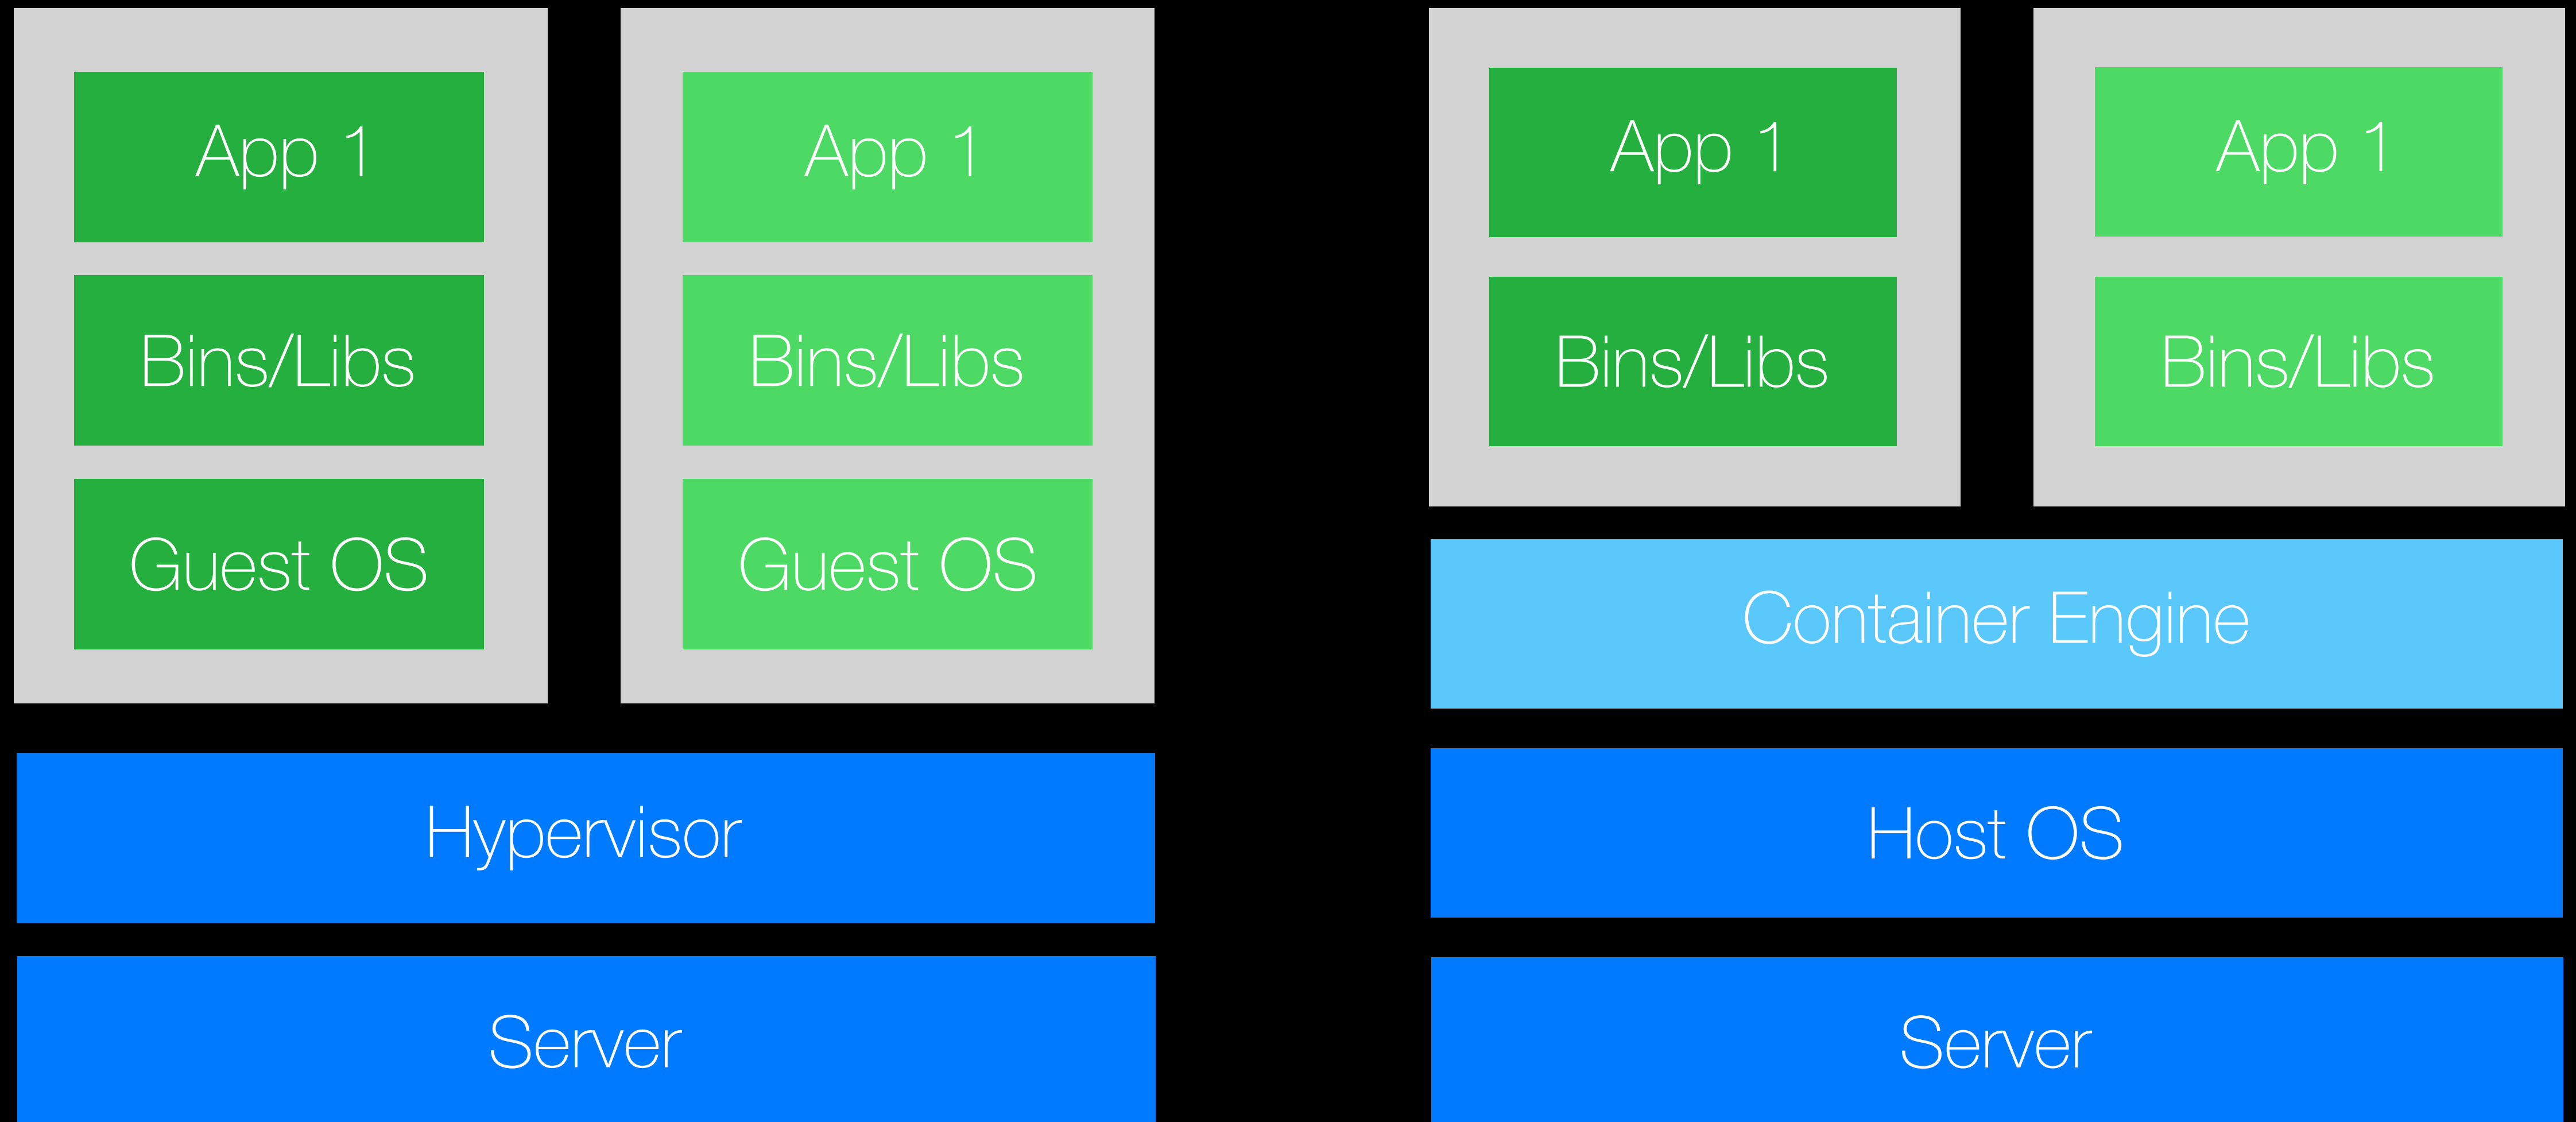 App 1
Bins/Libs
Guest OS
App 1
Bins/Libs
Guest OS
Hypervisor
Server
App 1
Bins/Libs
App 1
Bins/Libs
Container Engine
Host OS
Server